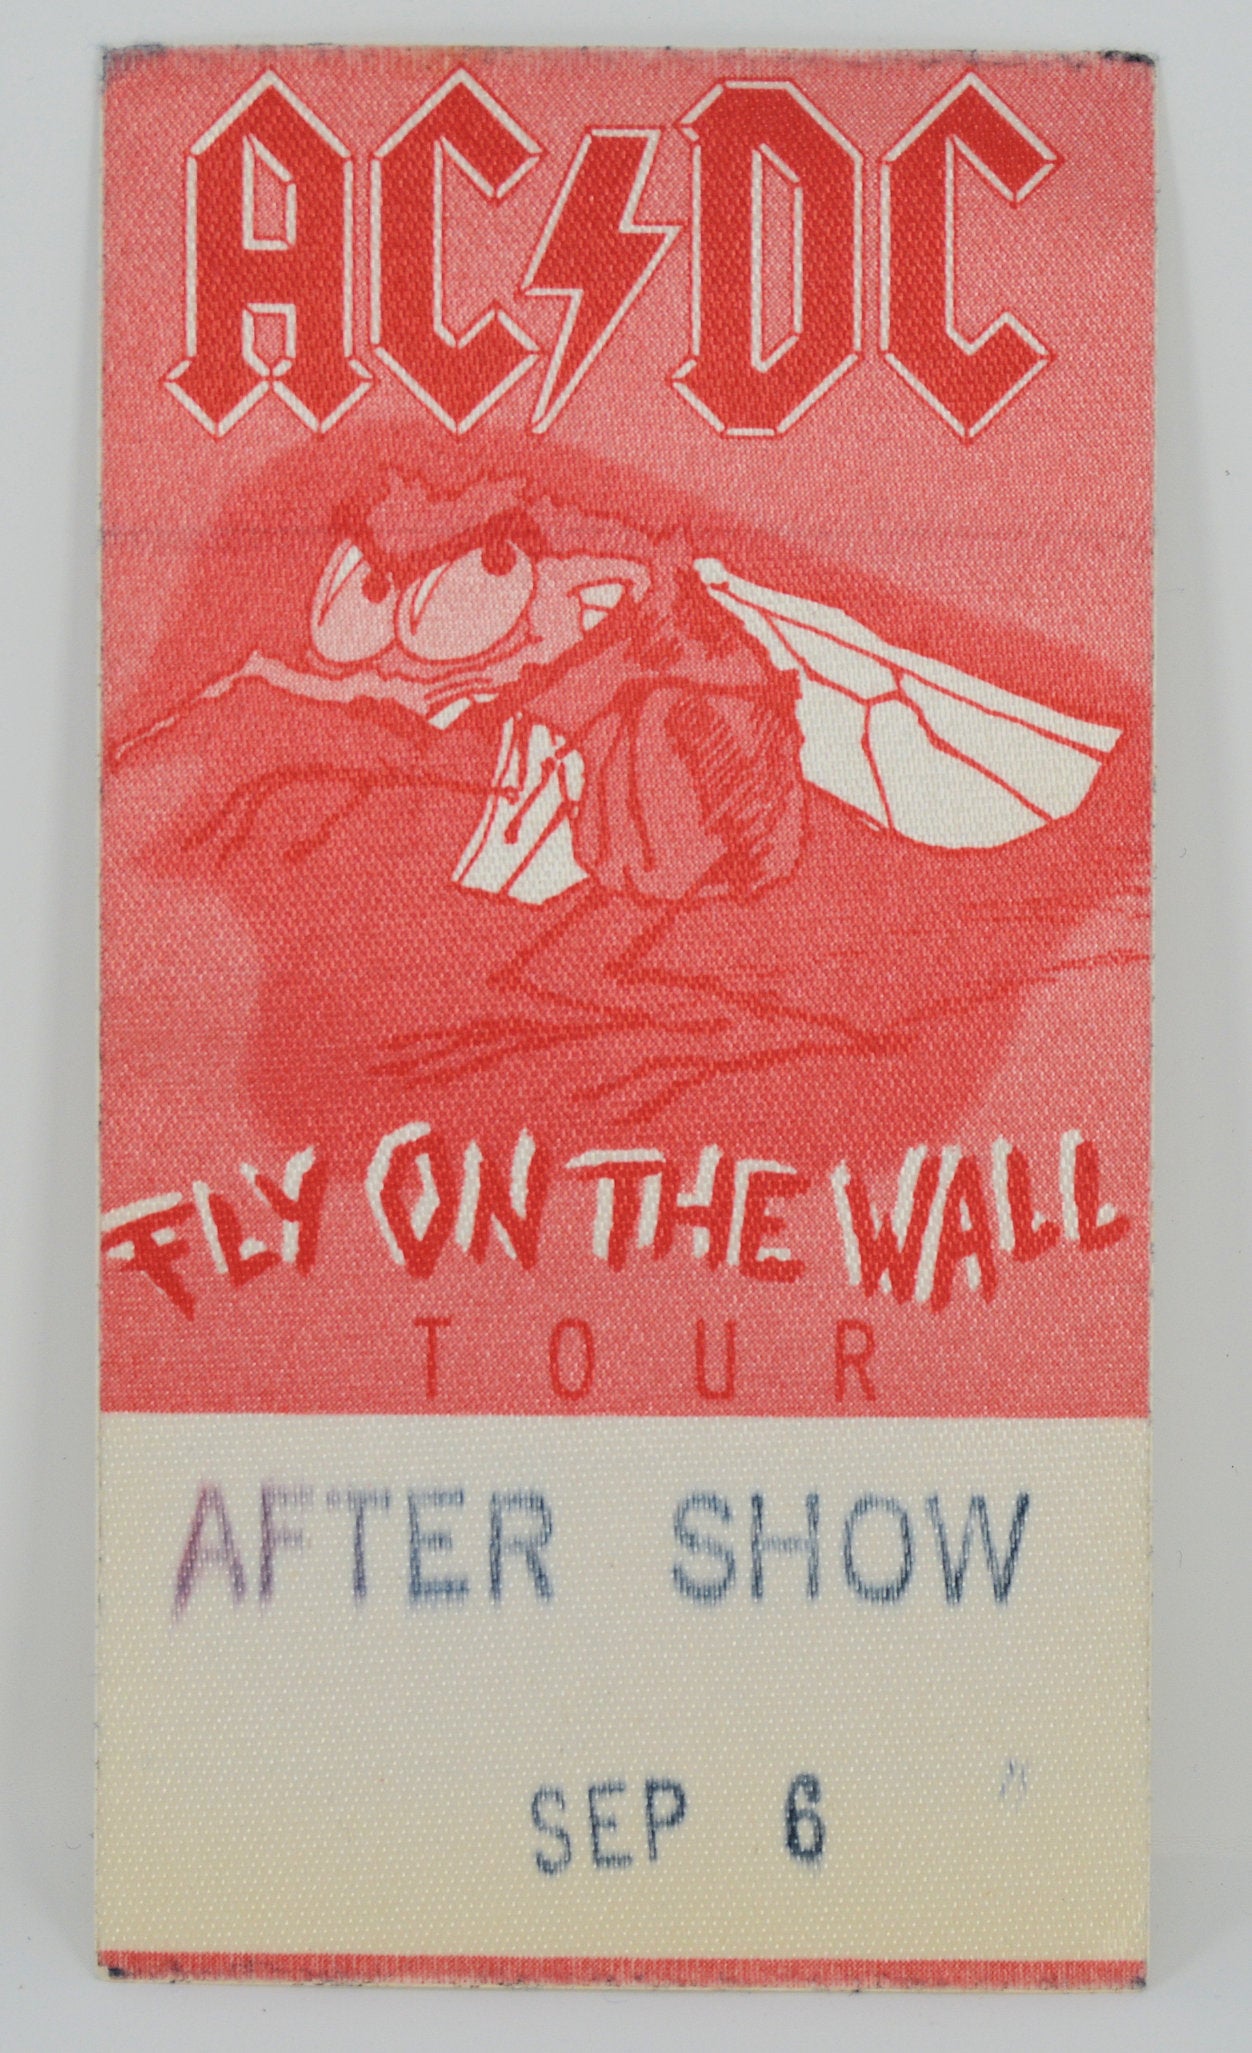 AC⚡DC
FLY ON THE WALL
TOUR
AFTER SHOW
SEP 6